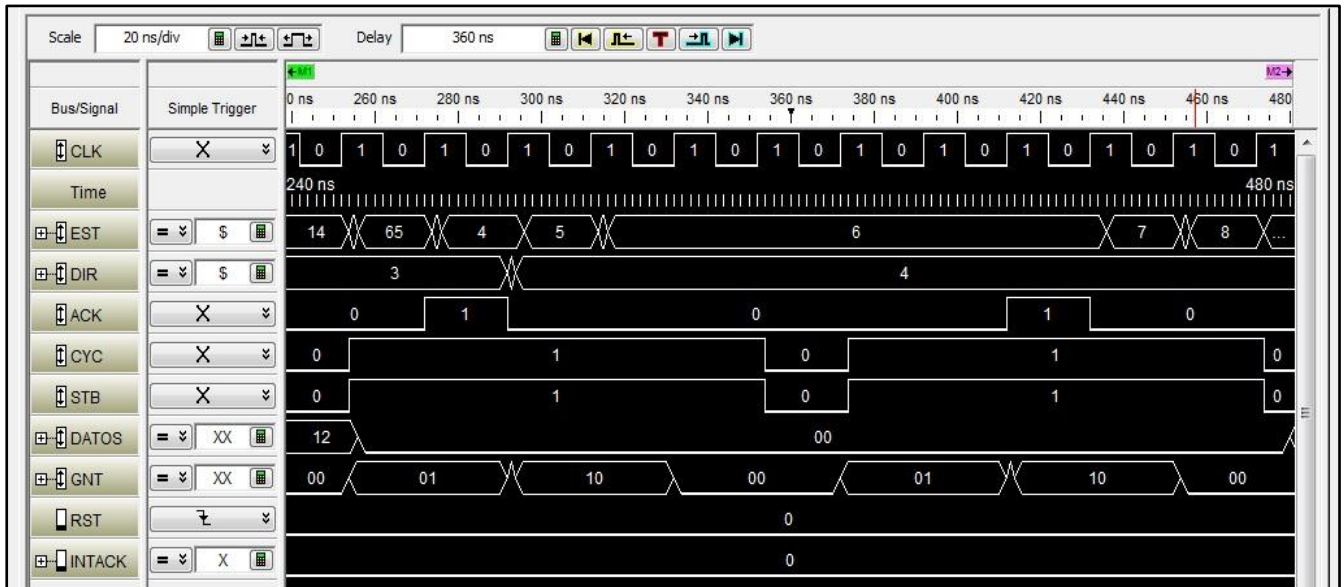 Scale 20 ns/div Delay 360 ns T
M1 M2
Bus/Signal Simple Trigger 0 ns 260 ns 280 ns 300 ns 320 ns 340 ns 360 ns 380 ns 400 ns 420 ns 440 ns 460 ns 480
CLK X 1 0 1 0 1 0 1 0 1 0 1 0 1 0 1 0 1 0 1 0 1 0 1 0 1
Time 240 ns 480 ns
EST = $ 14 65 4 5 6 7 8 ...
DIR = $ 3 4
ACK X 0 1 0 1 0
CYC X 0 1 0 1 0
STB X 0 1 0 1 0
DATOS = XX 12 00
GNT = XX 00 01 10 00 01 10 00
RST 0
INTACK = X 0